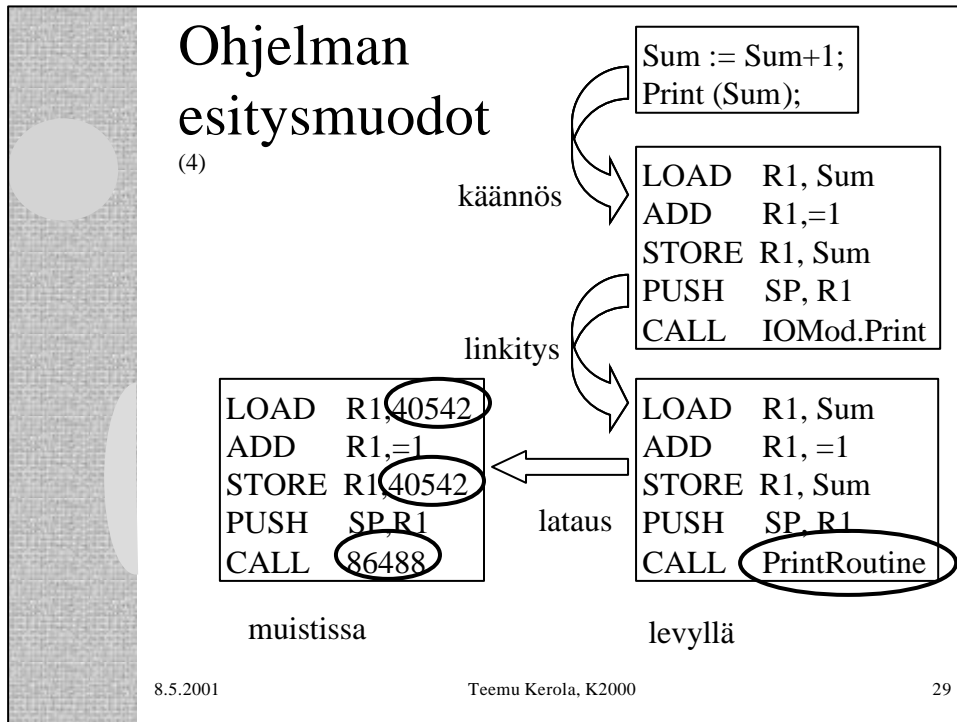 Ohjelman
esitysmuodot
(4)
Sum := Sum+1;
Print (Sum);
käännös
LOAD R1, Sum
ADD R1,=1
STORE R1, Sum
PUSH SP, R1
CALL IOMod.Print
linkitys
LOAD R1, Sum
ADD R1, =1
STORE R1, Sum
PUSH SP, R1
CALL PrintRoutine
levyllä
lataus
LOAD R1,40542
ADD R1,=1
STORE R1,40542
PUSH SP,R1
CALL 86488
muistissa
8.5.2001 Teemu Kerola, K2000 29